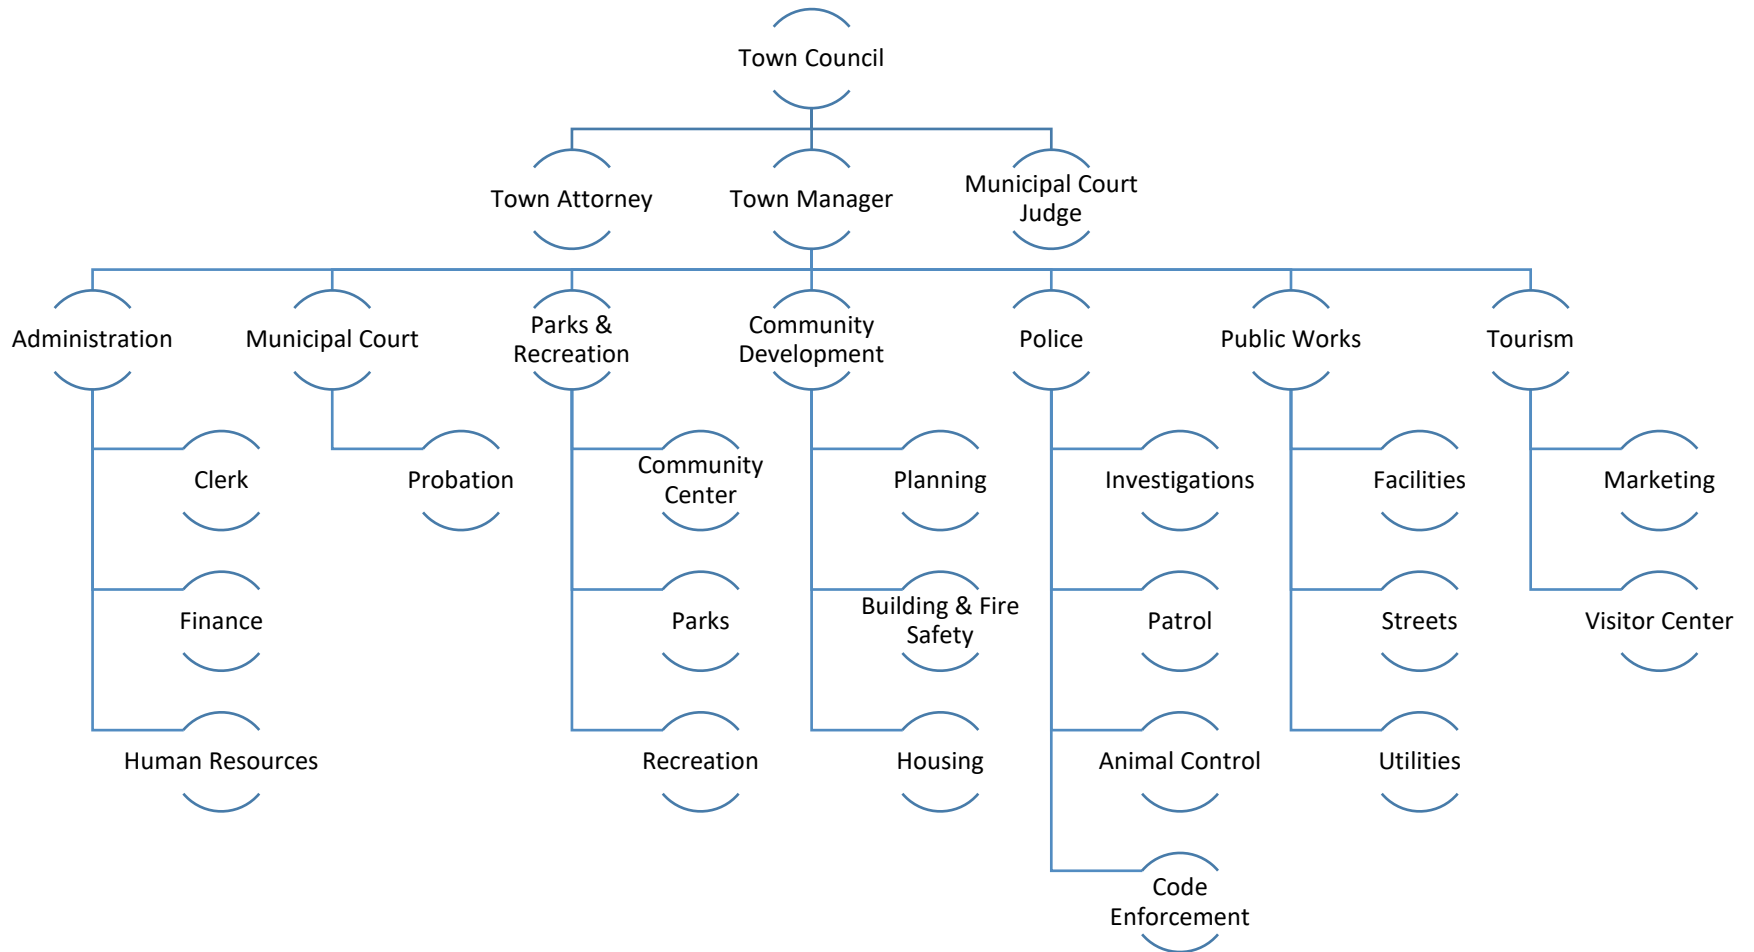 Town Council
Town Attorney
Town Manager
Municipal Court
Judge
Administration
Municipal Court
Parks &
Recreation
Community
Development
Police
Public Works
Tourism
Clerk
Probation
Community
Center
Planning
Investigations
Facilities
Marketing
Finance
Parks
Building & Fire
Safety
Patrol
Streets
Visitor Center
Human Resources
Recreation
Housing
Animal Control
Utilities
Code
Enforcement